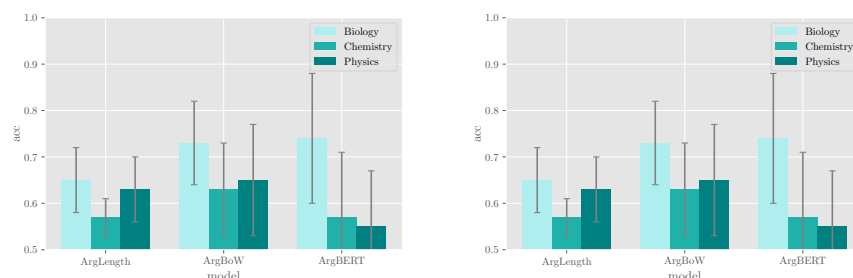 1.0
0.9
0.8
0.7
0.6
0.5
acc
Biology
Chemistry
Physics
ArgLength ArgBoW ArgBERT
model
1.0
0.9
0.8
0.7
0.6
0.5
acc
Biology
Chemistry
Physics
ArgLength ArgBoW ArgBERT
model